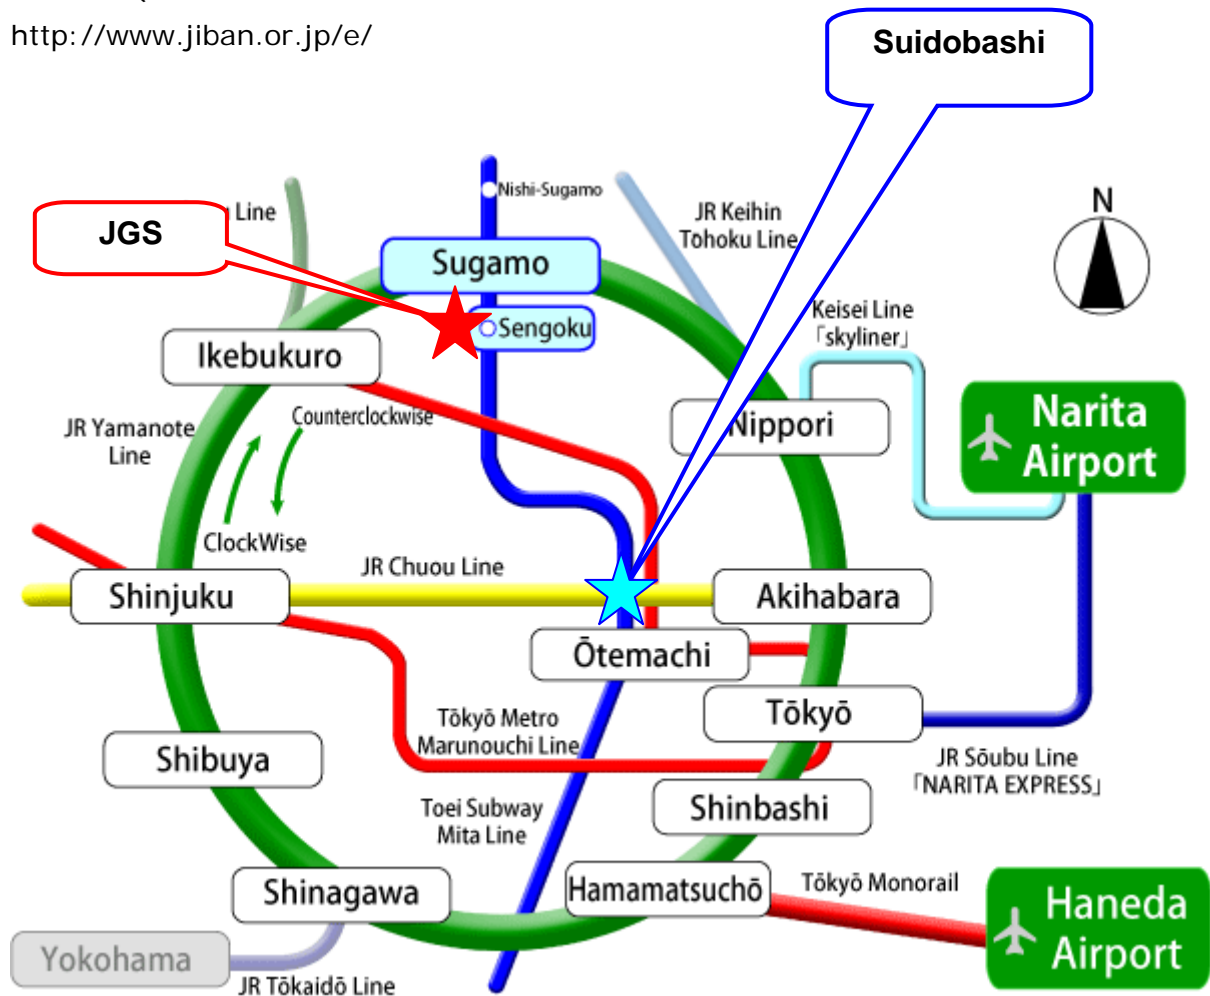 http://www.jiban.or.jp/e/
Suidobashi
Nishi-Sugamo
Line
JGS
JR Keihin
Tohoku Line
N
Sugamo
Sengoku
Keisei Line
「skyliner」
Ikebukuro
Counterclockwise
JR Yamanote
Line
Nippori
Narita
Airport
ClockWise
JR Chuou Line
Shinjuku
Akihabara
Ōtemachi
Tōkyō
Tōkyō Metro
Marunouchi Line
Shibuya
JR Sōubu Line
「NARITA EXPRESS」
Toei Subway
Mita Line
Shinbashi
Shinagawa
Hamamatsuchō
Tōkyō Monorail
Haneda
Airport
Yokohama
JR Tōkaidō Line